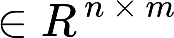 ∈ R^{n × m}